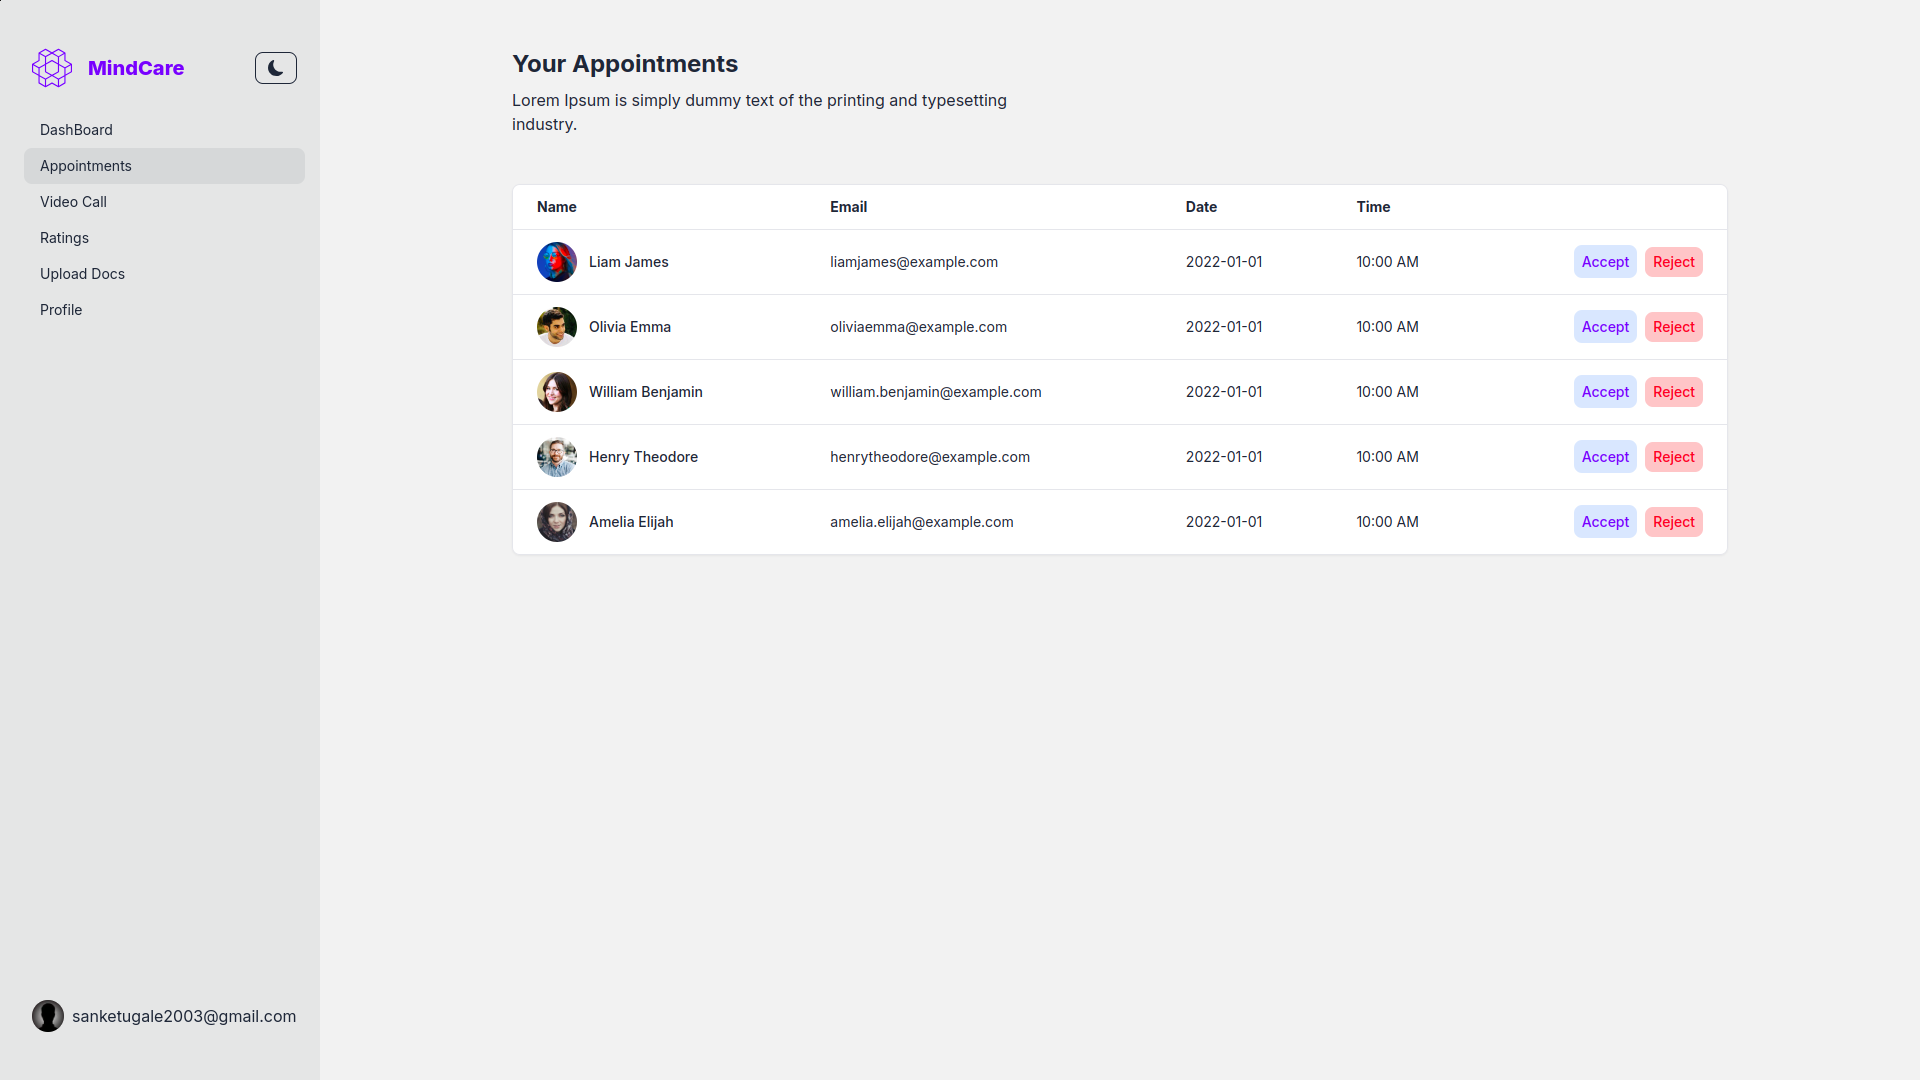 MindCare
DashBoard
Appointments
Video Call
Ratings
Upload Docs
Profile
sanketugale2003@gmail.com
Your Appointments
Lorem Ipsum is simply dummy text of the printing and typesetting
industry.
Name Email Date Time
Liam James liamjames@example.com 2022-01-01 10:00 AM Accept Reject
Olivia Emma oliviaemma@example.com 2022-01-01 10:00 AM Accept Reject
William Benjamin william.benjamin@example.com 2022-01-01 10:00 AM Accept Reject
Henry Theodore henrytheodore@example.com 2022-01-01 10:00 AM Accept Reject
Amelia Elijah amelia.elijah@example.com 2022-01-01 10:00 AM Accept Reject